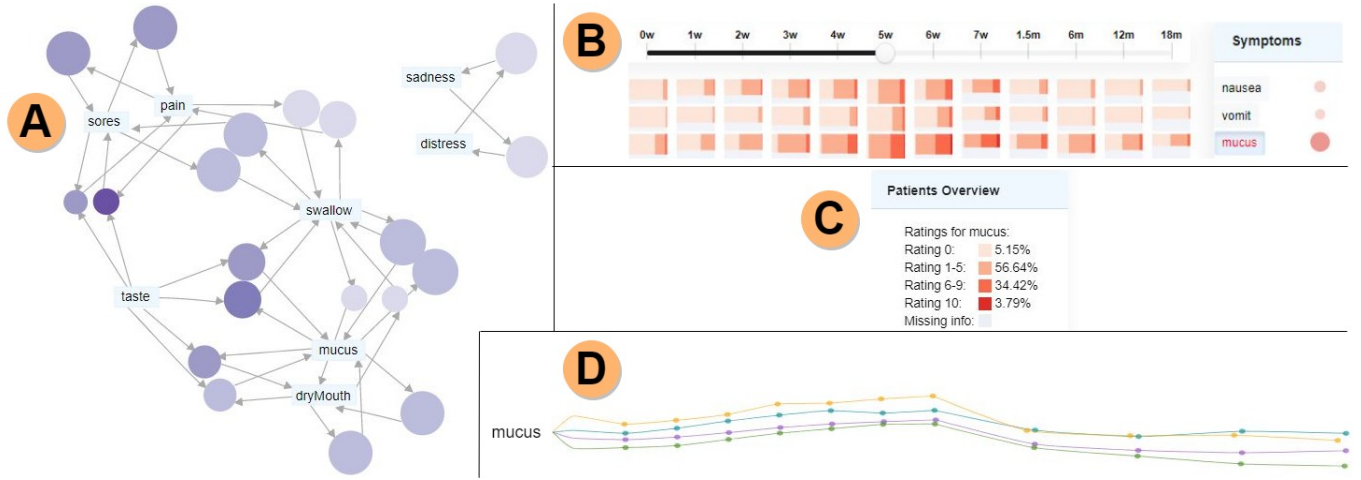 A
sores
pain
sadness
distress
swallow
taste
mucus
dryMouth
B
0w 1w 2w 3w 4w 5w 6w 7w 1.5m 6m 12m 18m
Symptoms
nausea
vomit
mucus
C
Patients Overview
Ratings for mucus:
Rating 0: 5.15%
Rating 1-5: 56.64%
Rating 6-9: 34.42%
Rating 10: 3.79%
Missing info:
D
mucus